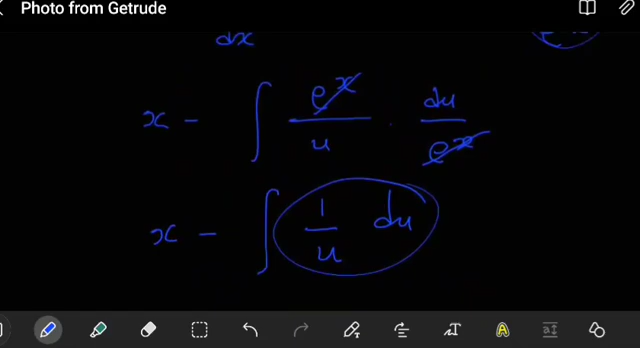 Photo from Getrude
dx
x - ∫ e^x/u · du/e^x
x - ∫ 1/u du